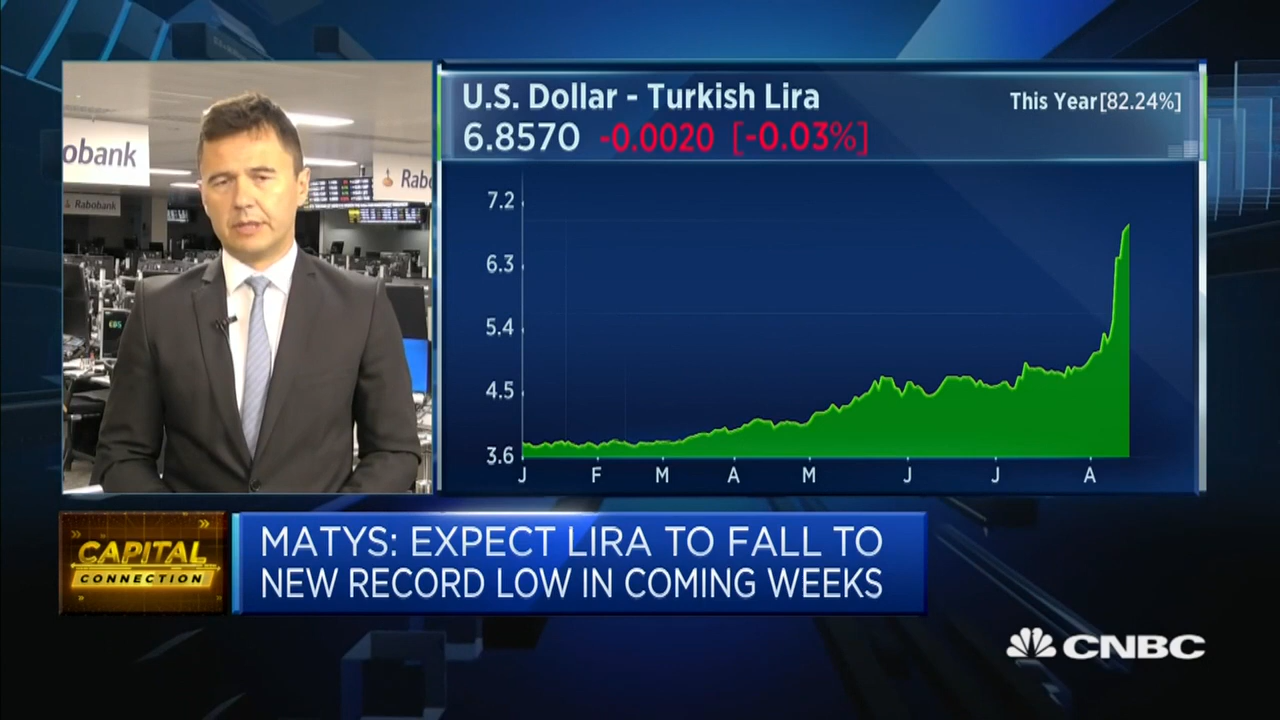 obank
Rabobank
Rabo
EBS
U.S. Dollar - Turkish Lira
This Year[82.24%]
6.8570 -0.0020 [-0.03%]
7.2
6.3
5.4
4.5
3.6
J F M A M J J A
CAPITAL
CONNECTION
MATYS: EXPECT LIRA TO FALL TO
NEW RECORD LOW IN COMING WEEKS
CNBC